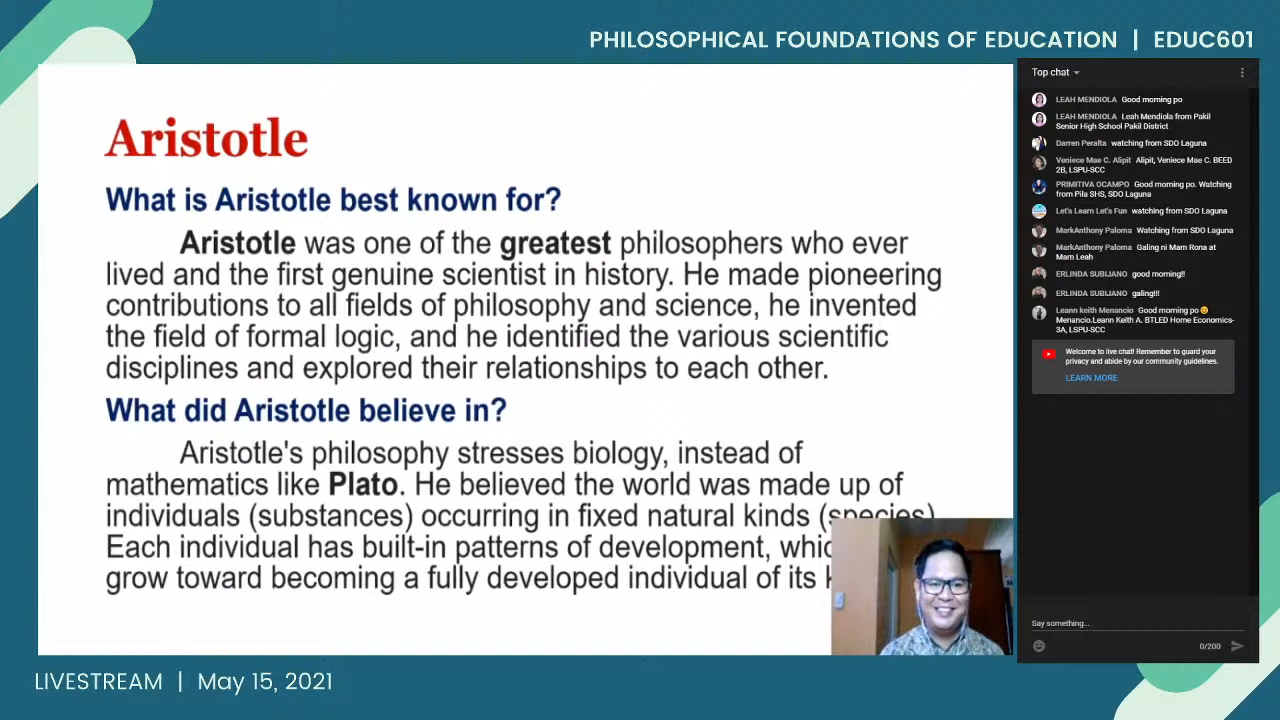 PHILOSOPHICAL FOUNDATIONS OF EDUCATION | EDUC601
Aristotle
What is Aristotle best known for?
Aristotle was one of the greatest philosophers who ever
lived and the first genuine scientist in history. He made pioneering
contributions to all fields of philosophy and science, he invented
the field of formal logic, and he identified the various scientific
disciplines and explored their relationships to each other.
What did Aristotle believe in?
Aristotle's philosophy stresses biology, instead of
mathematics like Plato. He believed the world was made up of
individuals (substances) occurring in fixed natural kinds (species).
Each individual has built-in patterns of development,
grow toward becoming a fully developed individual of its
Top chat
LEAH MENDIOLA Good morning po
LEAH MENDIOLA Leah Mendiola from Pakil
Senior High School Pakil District
Darren Peralta watching from SDO Laguna
Veniece Mae C. Alipit Alipit, Veniece Mae C. BEED
2B, LSPU-SCC
PRIMITIVA OCAMPO Good morning po. Watching
from Pila SHS, SDO Laguna
Let's Learn Let's Fun watching from SDO Laguna
MarkAnthony Paloma Watching from SDO Laguna
MarkAnthony Paloma Galing ni Mam Rona at
Mam Leah
ERLINDA SUBIJANO good morning!!
ERLINDA SUBIJANO galing!!!
Leann keith Menancio Good morning po😊
Menancio.Leann Keith A. BTLED Home Economics-
3A, LSPU-SCC
Welcome to live chat! Remember to guard your
privacy and abide by our community guidelines.
LEARN MORE
Say something...
0/200
LIVESTREAM | May 15, 2021